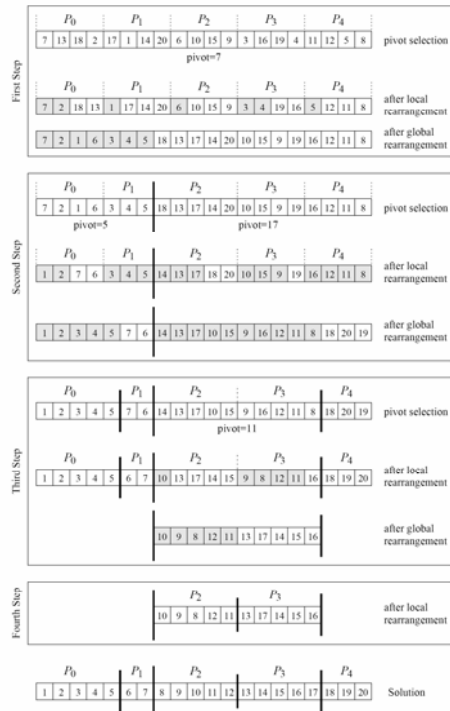 First Step
P0 P1 P2 P3 P4
7 13 18 2 17 1 14 20 6 10 15 9 3 16 19 4 11 12 5 8
pivot selection
pivot=7
P0 P1 P2 P3 P4
7 2 18 13 1 17 14 20 6 10 15 9 3 4 19 16 5 12 11 8
after local
rearrangement
7 2 1 6 3 4 5 18 13 17 14 20 10 15 9 19 16 12 11 8
after global
rearrangement
Second Step
P0 P1 P2 P3 P4
7 2 1 6 3 4 5 18 13 17 14 20 10 15 9 19 16 12 11 8
pivot selection
pivot=5 pivot=17
P0 P1 P2 P3 P4
1 2 7 6 3 4 5 14 13 17 18 20 10 15 9 19 16 12 11 8
after local
rearrangement
1 2 3 4 5 7 6 14 13 17 10 15 9 16 12 11 8 18 20 19
after global
rearrangement
Third Step
P0 P1 P2 P3 P4
1 2 3 4 5 7 6 14 13 17 10 15 9 16 12 11 8 18 20 19
pivot selection
pivot=11
P0 P1 P2 P3 P4
1 2 3 4 5 6 7 10 13 17 14 15 9 8 12 11 16 18 19 20
after local
rearrangement
10 9 8 12 11 13 17 14 15 16
after global
rearrangement
Fourth Step
P2 P3
10 9 8 12 11 13 17 14 15 16
after local
rearrangement
P0 P1 P2 P3 P4
1 2 3 4 5 6 7 8 9 10 11 12 13 14 15 16 17 18 19 20
Solution